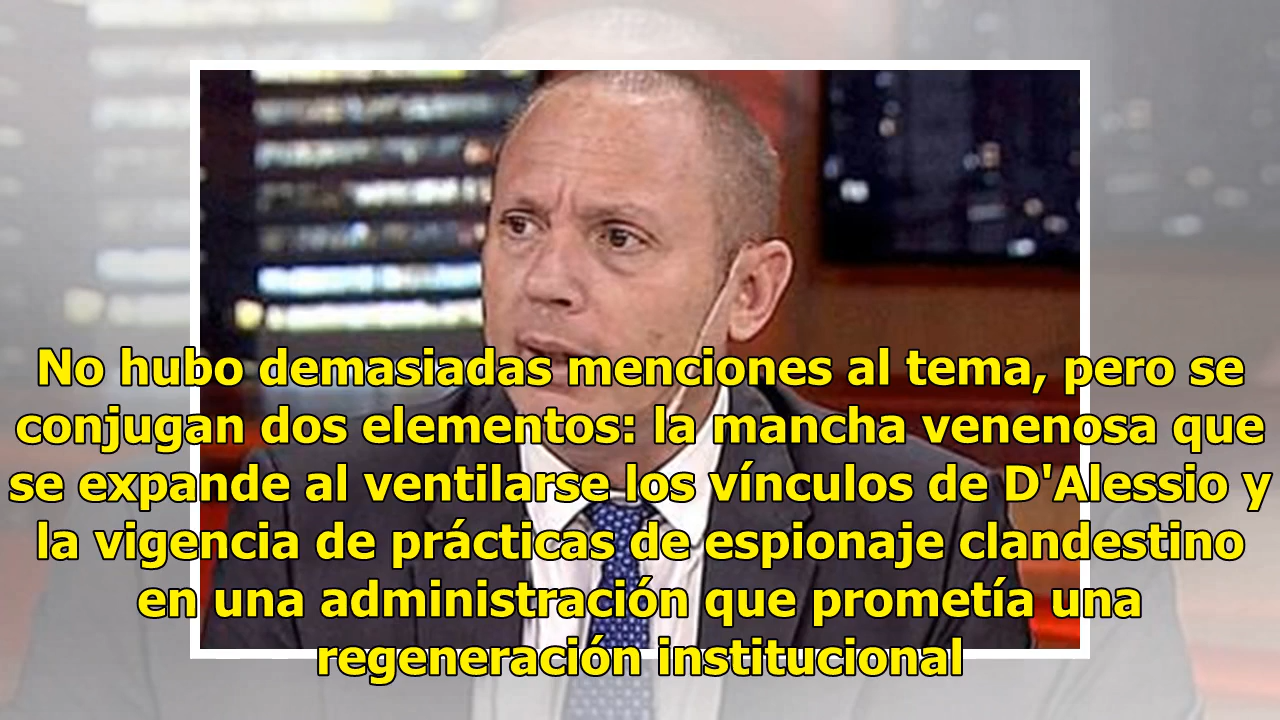 No hubo demasiadas menciones al tema, pero se
conjugan dos elementos: la mancha venenosa que
se expande al ventilarse los vínculos de D'Alessio y
la vigencia de prácticas de espionaje clandestino
en una administración que prometía una
regeneración institucional